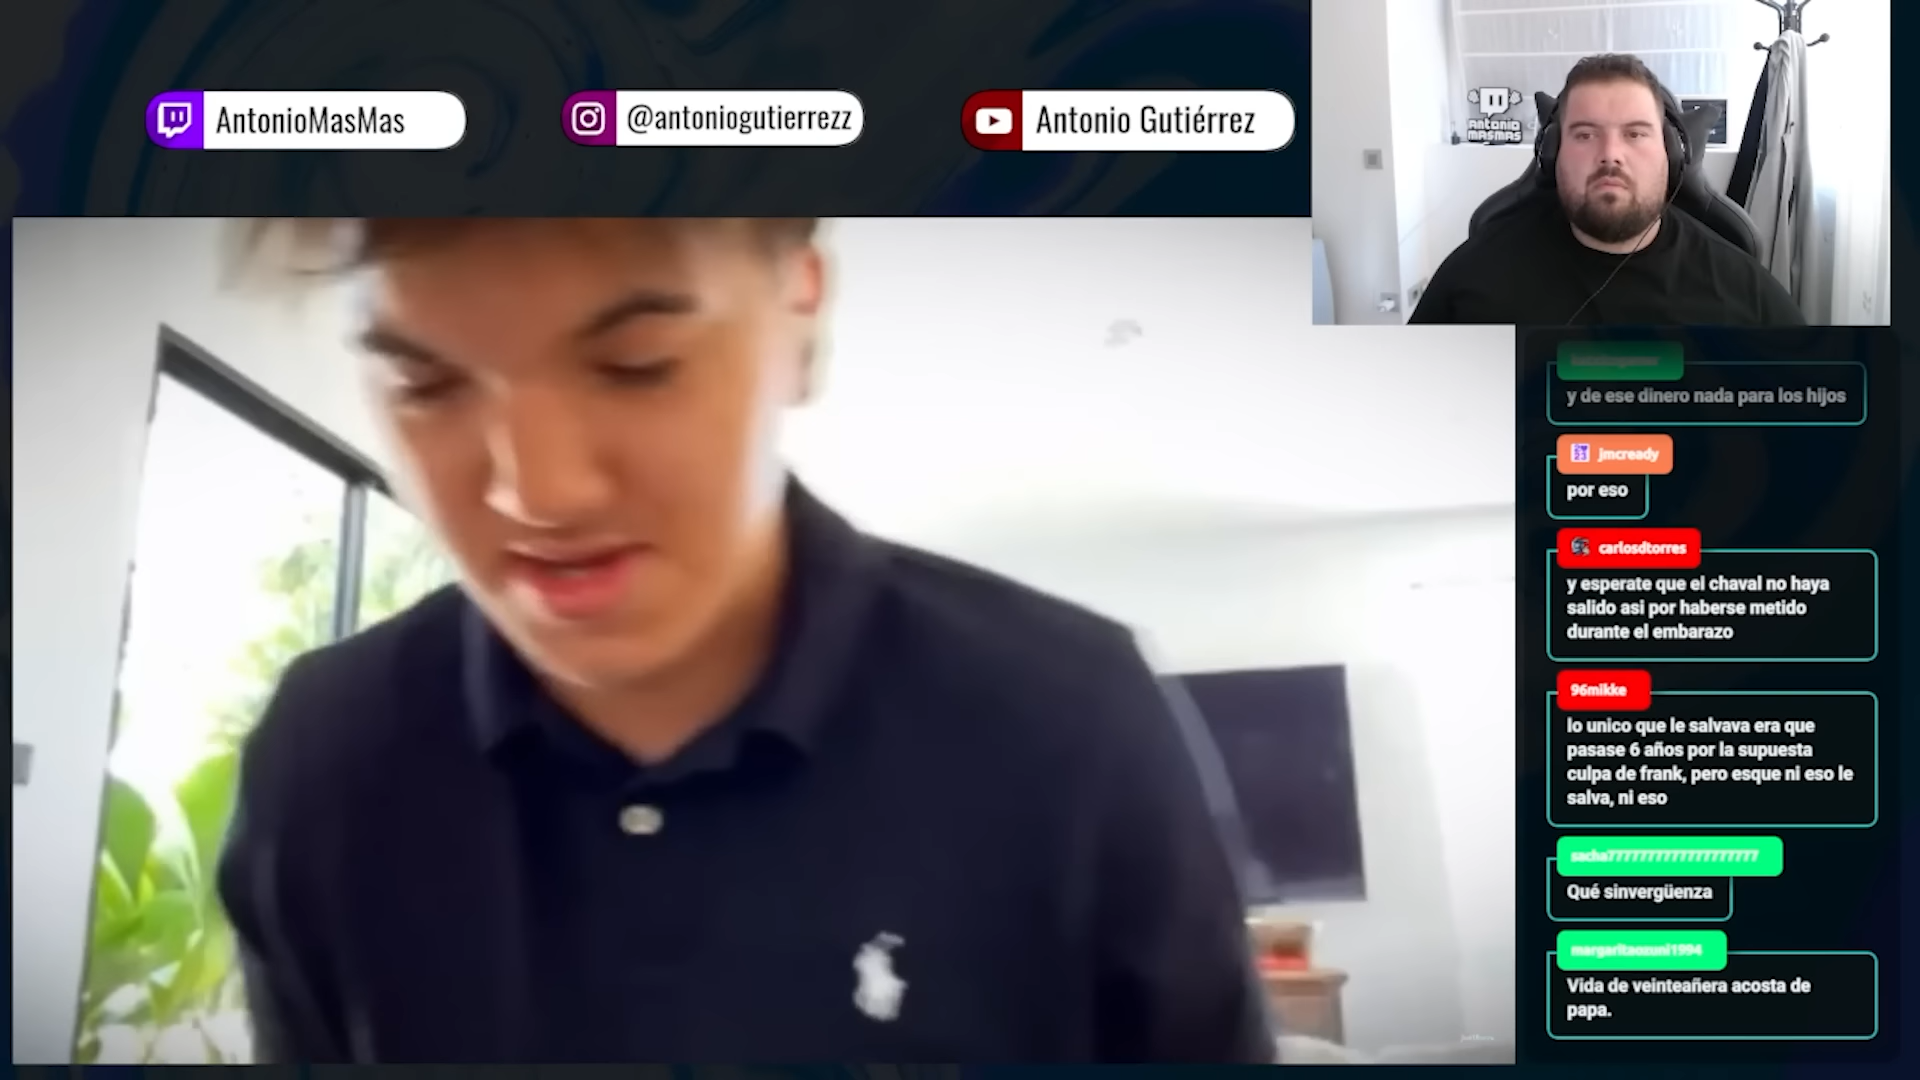 AntonioMasMas
@antoniogutierrezz
Antonio Gutiérrez
ANTONIO
MASMAS
y de ese dinero nada para los hijos
jmcready
por eso
carlosdtorres
y esperate que el chaval no haya
salido asi por haberse metido
durante el embarazo
96mikke
lo unico que le salvava era que
pasase 6 años por la supuesta
culpa de frank, pero esque ni eso le
salva, ni eso
Qué sinvergüenza
Vida de veinteañera acosta de
papa.